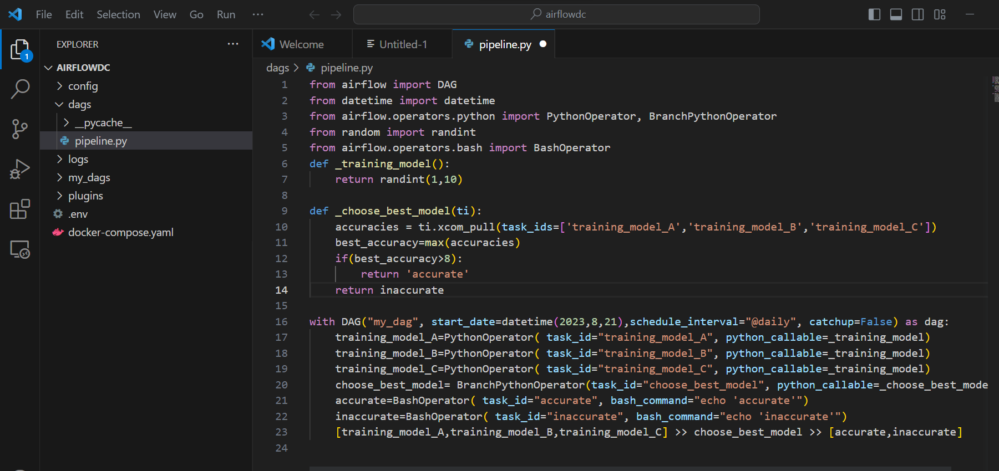 File Edit Selection View Go Run ··· airflowdc
EXPLORER ···
AIRFLOWDC
config
dags
__pycache__
pipeline.py
logs
my_dags
plugins
.env
docker-compose.yaml
1
Welcome Untitled-1 pipeline.py
dags > pipeline.py
1 from airflow import DAG
2 from datetime import datetime
3 from airflow.operators.python import PythonOperator, BranchPythonOperator
4 from random import randint
5 from airflow.operators.bash import BashOperator
6 def _training_model():
7     return randint(1,10)
8
9 def _choose_best_model(ti):
10     accuracies = ti.xcom_pull(task_ids=['training_model_A','training_model_B','training_model_C'])
11     best_accuracy=max(accuracies)
12     if(best_accuracy>8):
13         return 'accurate'
14     return inaccurate
15
16 with DAG("my_dag", start_date=datetime(2023,8,21),schedule_interval="@daily", catchup=False) as dag:
17     training_model_A=PythonOperator( task_id="training_model_A", python_callable=_training_model)
18     training_model_B=PythonOperator( task_id="training_model_B", python_callable=_training_model)
19     training_model_C=PythonOperator( task_id="training_model_C", python_callable=_training_model)
20     choose_best_model= BranchPythonOperator(task_id="choose_best_model", python_callable=_choose_best_mode
21     accurate=BashOperator( task_id="accurate", bash_command="echo 'accurate'")
22     inaccurate=BashOperator( task_id="inaccurate", bash_command="echo 'inaccurate'")
23     [training_model_A,training_model_B,training_model_C] >> choose_best_model >> [accurate,inaccurate]
24